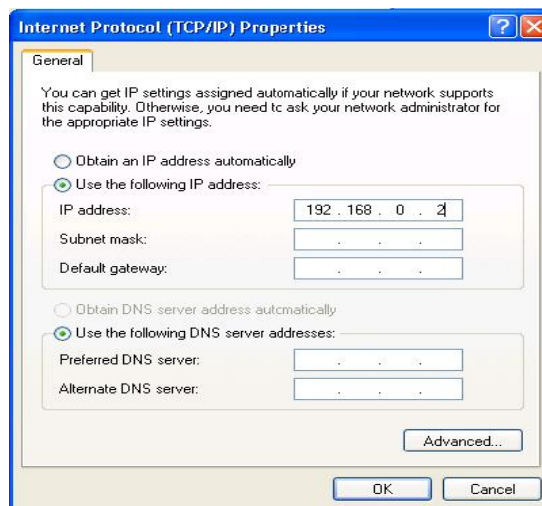 Internet Protocol (TCP/IP) Properties
General
You can get IP settings assigned automatically if your network supports
this capability. Otherwise, you need to ask your network administrator for
the appropriate IP settings.
Obtain an IP address automatically
Use the following IP address:
IP address: 192 . 168 . 0 . 2
Subnet mask: . . .
Default gateway: . . .
Obtain DNS server address automatically
Use the following DNS server addresses:
Preferred DNS server: . . .
Alternate DNS server: . . .
Advanced...
OK Cancel